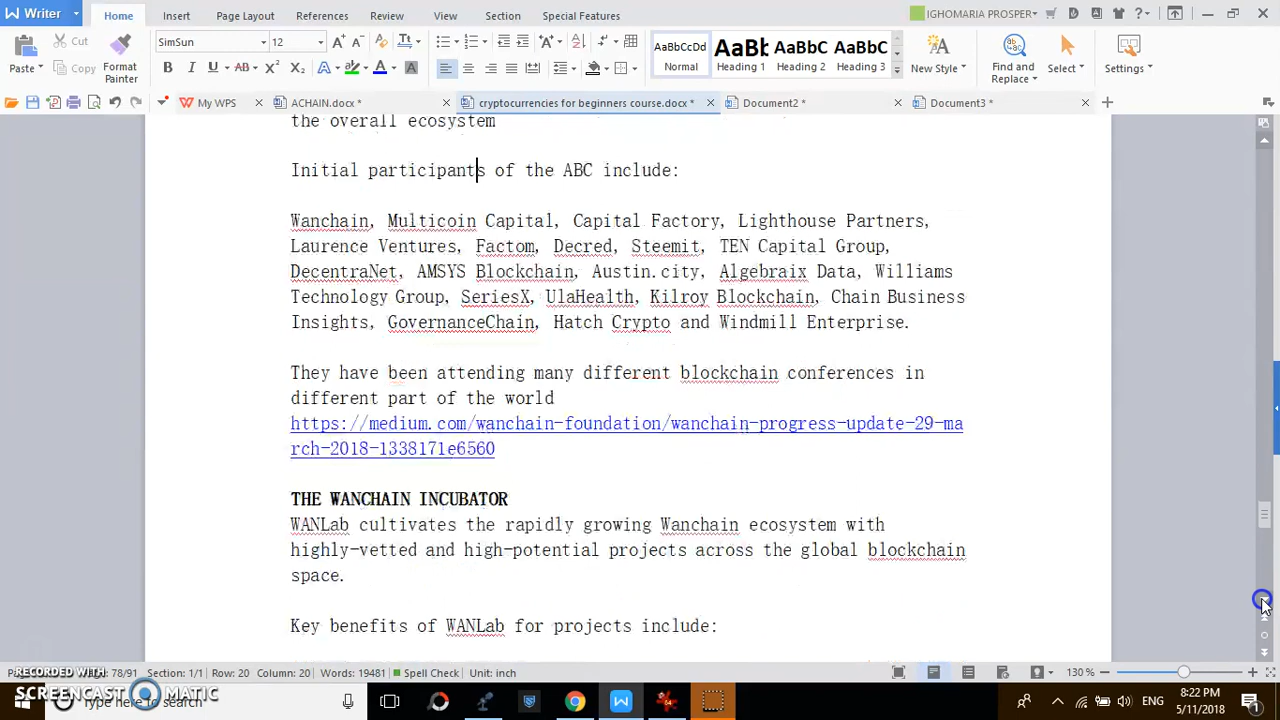 Writer
Home
Insert
Page Layout
References
Review
View
Section
Special Features
IGHOMARIA PROSPER
Paste
Cut
Copy
Format
Painter
SimSun
12
B I U AB X² X₂ A A A
AaBbCcDd
Normal
AaBb
Heading 1
AaBbC
Heading 2
AaBbC
Heading 3
New Style
Find and
Replace
Select
Settings
My WPS
ACHAIN.docx *
cryptocurrencies for beginners course.docx *
Document2 *
Document3 *
the overall ecosystem
Initial participants of the ABC include:
Wanchain, Multicoin Capital, Capital Factory, Lighthouse Partners,
Laurence Ventures, Factom, Decred, Steemit, TEN Capital Group,
DecentraNet, AMSYS Blockchain, Austin.city, Algebraix Data, Williams
Technology Group, SeriesX, UlaHealth, Kilroy Blockchain, Chain Business
Insights, GovernanceChain, Hatch Crypto and Windmill Enterprise.
They have been attending many different blockchain conferences in
different part of the world
https://medium.com/wanchain-foundation/wanchain-progress-update-29-ma
rch-2018-1338171e6560
THE WANCHAIN INCUBATOR
WANLab cultivates the rapidly growing Wanchain ecosystem with
highly-vetted and high-potential projects across the global blockchain
space.
Key benefits of WANLab for projects include:
78/91
Section: 1/1
Row: 20
Column: 20
Words: 19481
Spell Check
Unit: inch
130 %
RECORDED WITH
SCREENCAST MATIC
Type here to search
ENG
8:22 PM
5/11/2018